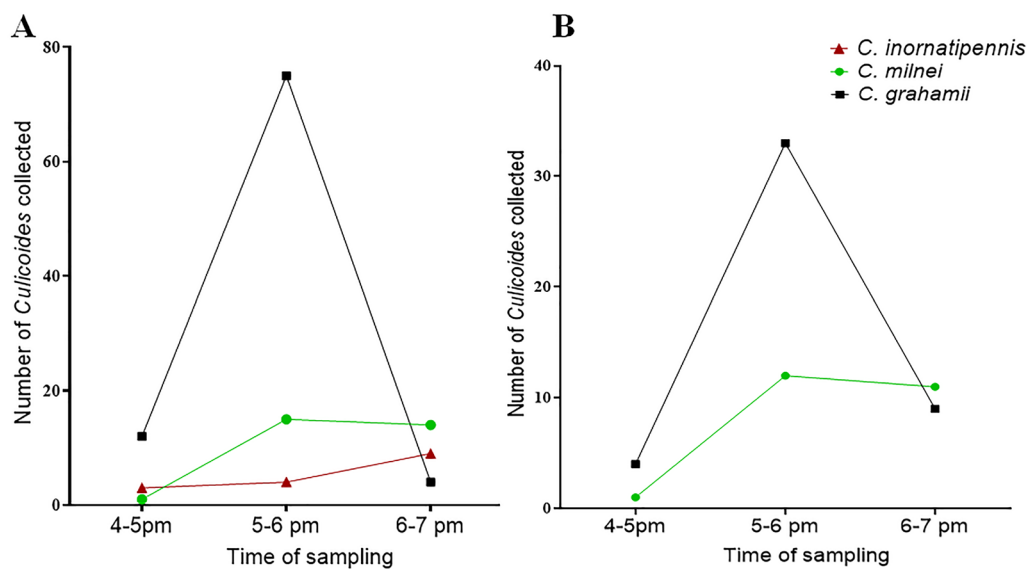 A
80
60
40
20
0
Number of Culicoides collected
4-5pm 5-6 pm 6-7 pm
Time of sampling
B
C. inornatipennis
C. milnei
C. grahamii
40
30
20
10
0
Number of Culicoides collected
4-5pm 5-6 pm 6-7 pm
Time of sampling